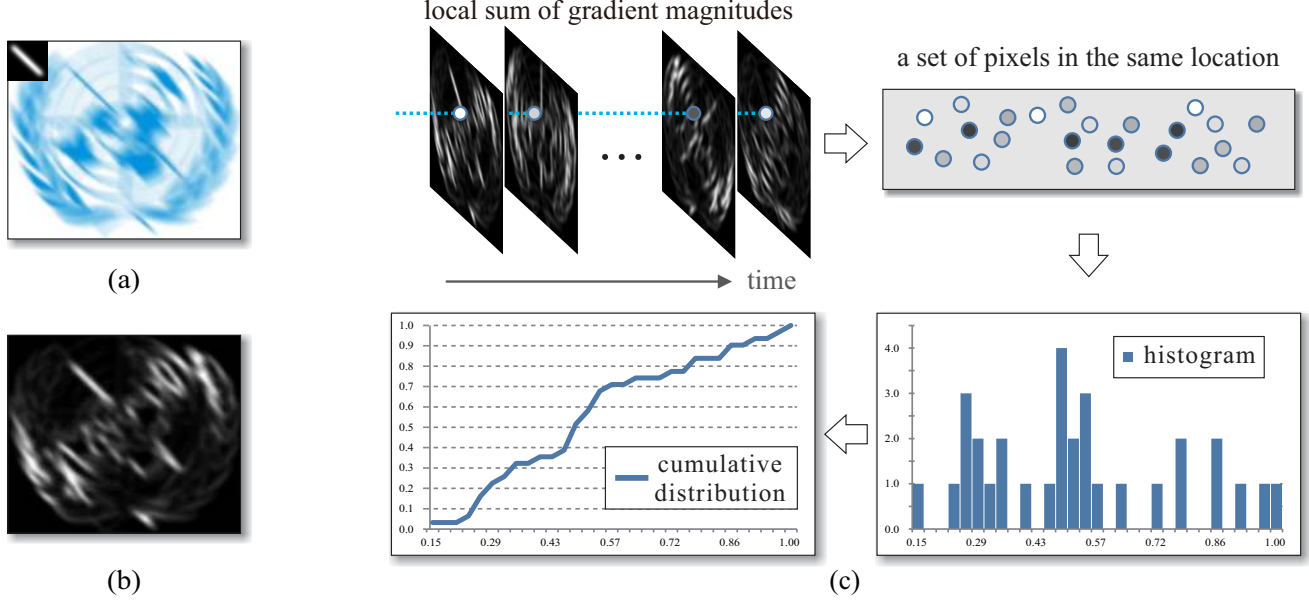 local sum of gradient magnitudes
a set of pixels in the same location
(a)
time
1.0
0.9
0.8
0.7
0.6
0.5
0.4
0.3
0.2
0.1
0.0
cumulative
distribution
0.15 0.29 0.43 0.57 0.72 0.86 1.00
4.0
2.0
1.0
0.0
histogram
0.15 0.29 0.43 0.57 0.72 0.86 1.00
(b)
(c)